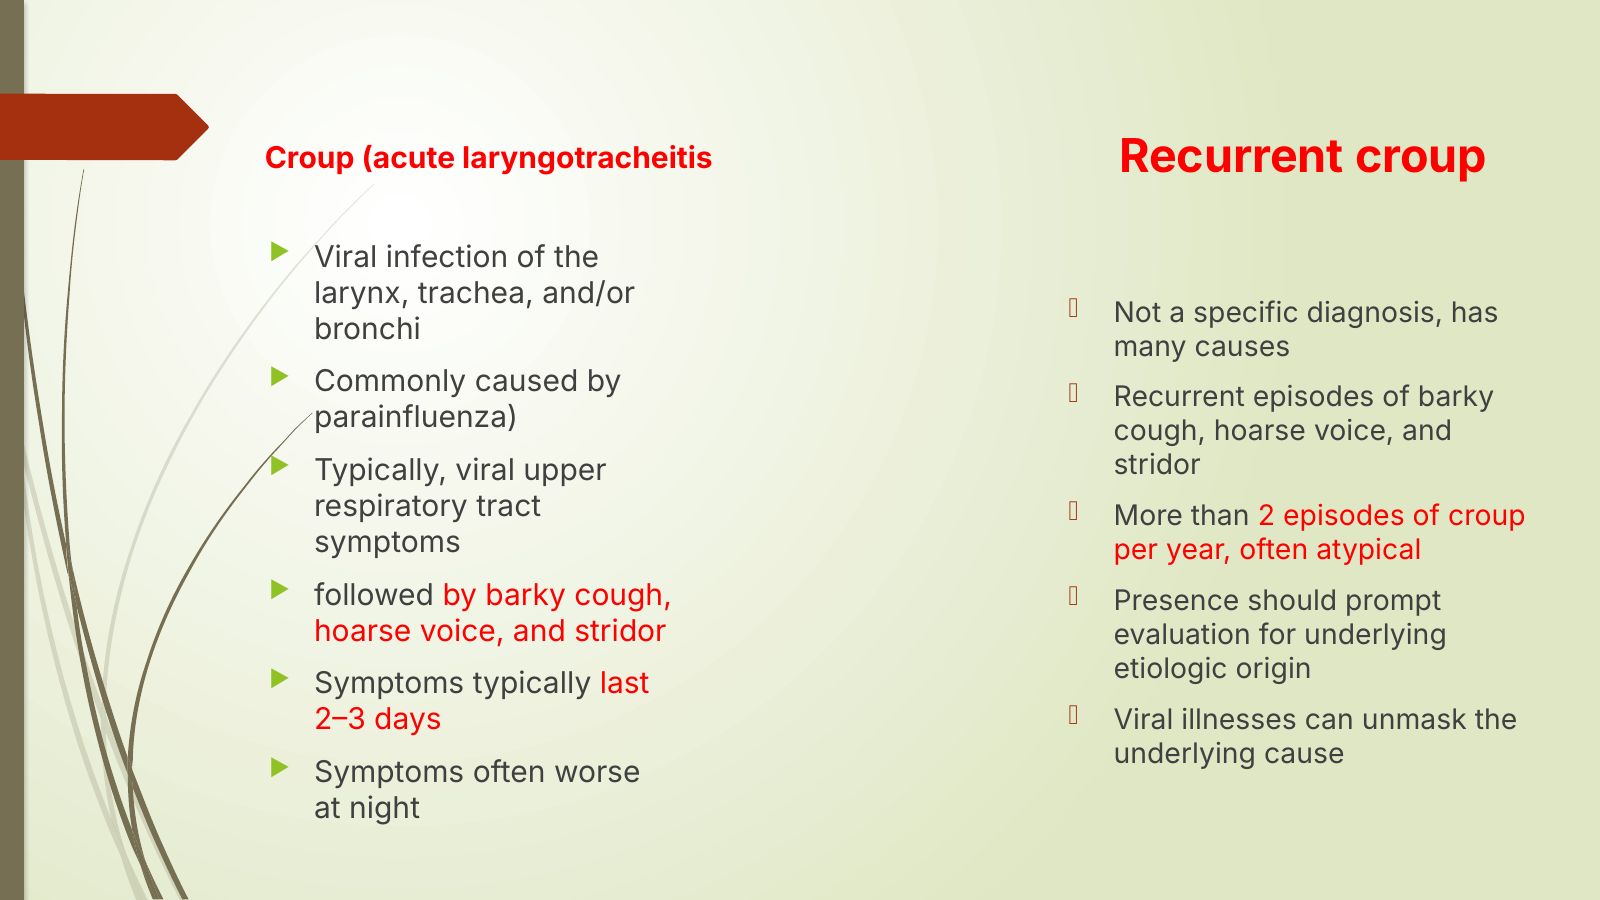 Croup (acute laryngotracheitis
Viral infection of the
larynx, trachea, and/or
bronchi
Commonly caused by
parainfluenza)
Typically, viral upper
respiratory tract
symptoms
followed by barky cough,
hoarse voice, and stridor
Symptoms typically last
2–3 days
Symptoms often worse
at night
Recurrent croup
Not a specific diagnosis, has
many causes
Recurrent episodes of barky
cough, hoarse voice, and
stridor
More than 2 episodes of croup
per year, often atypical
Presence should prompt
evaluation for underlying
etiologic origin
Viral illnesses can unmask the
underlying cause